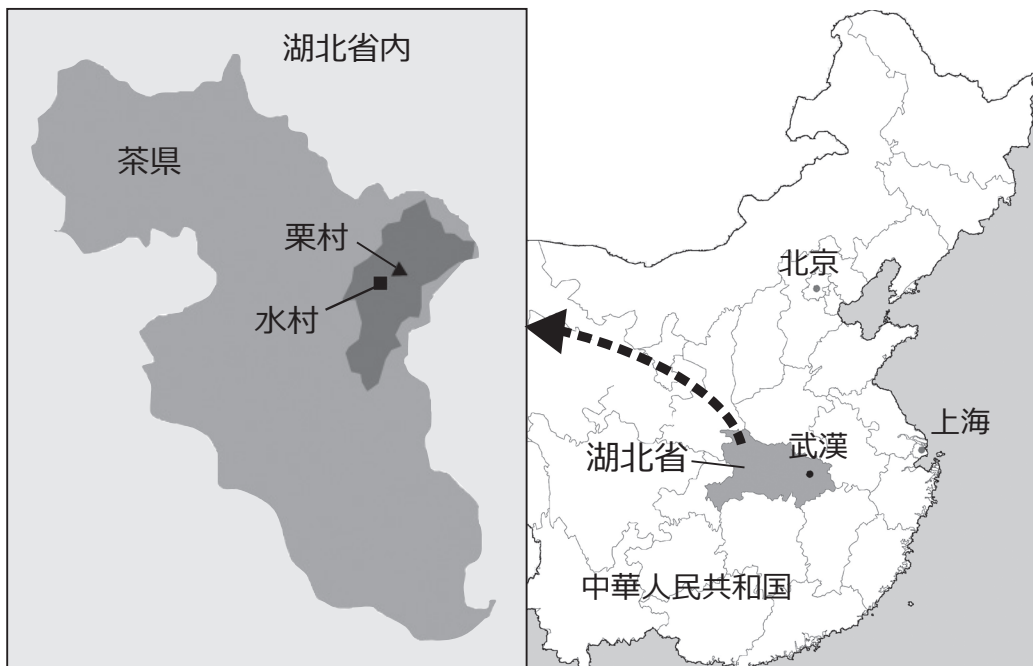 湖北省内
茶県
栗村
水村
北京
上海
武漢
湖北省
中華人民共和国